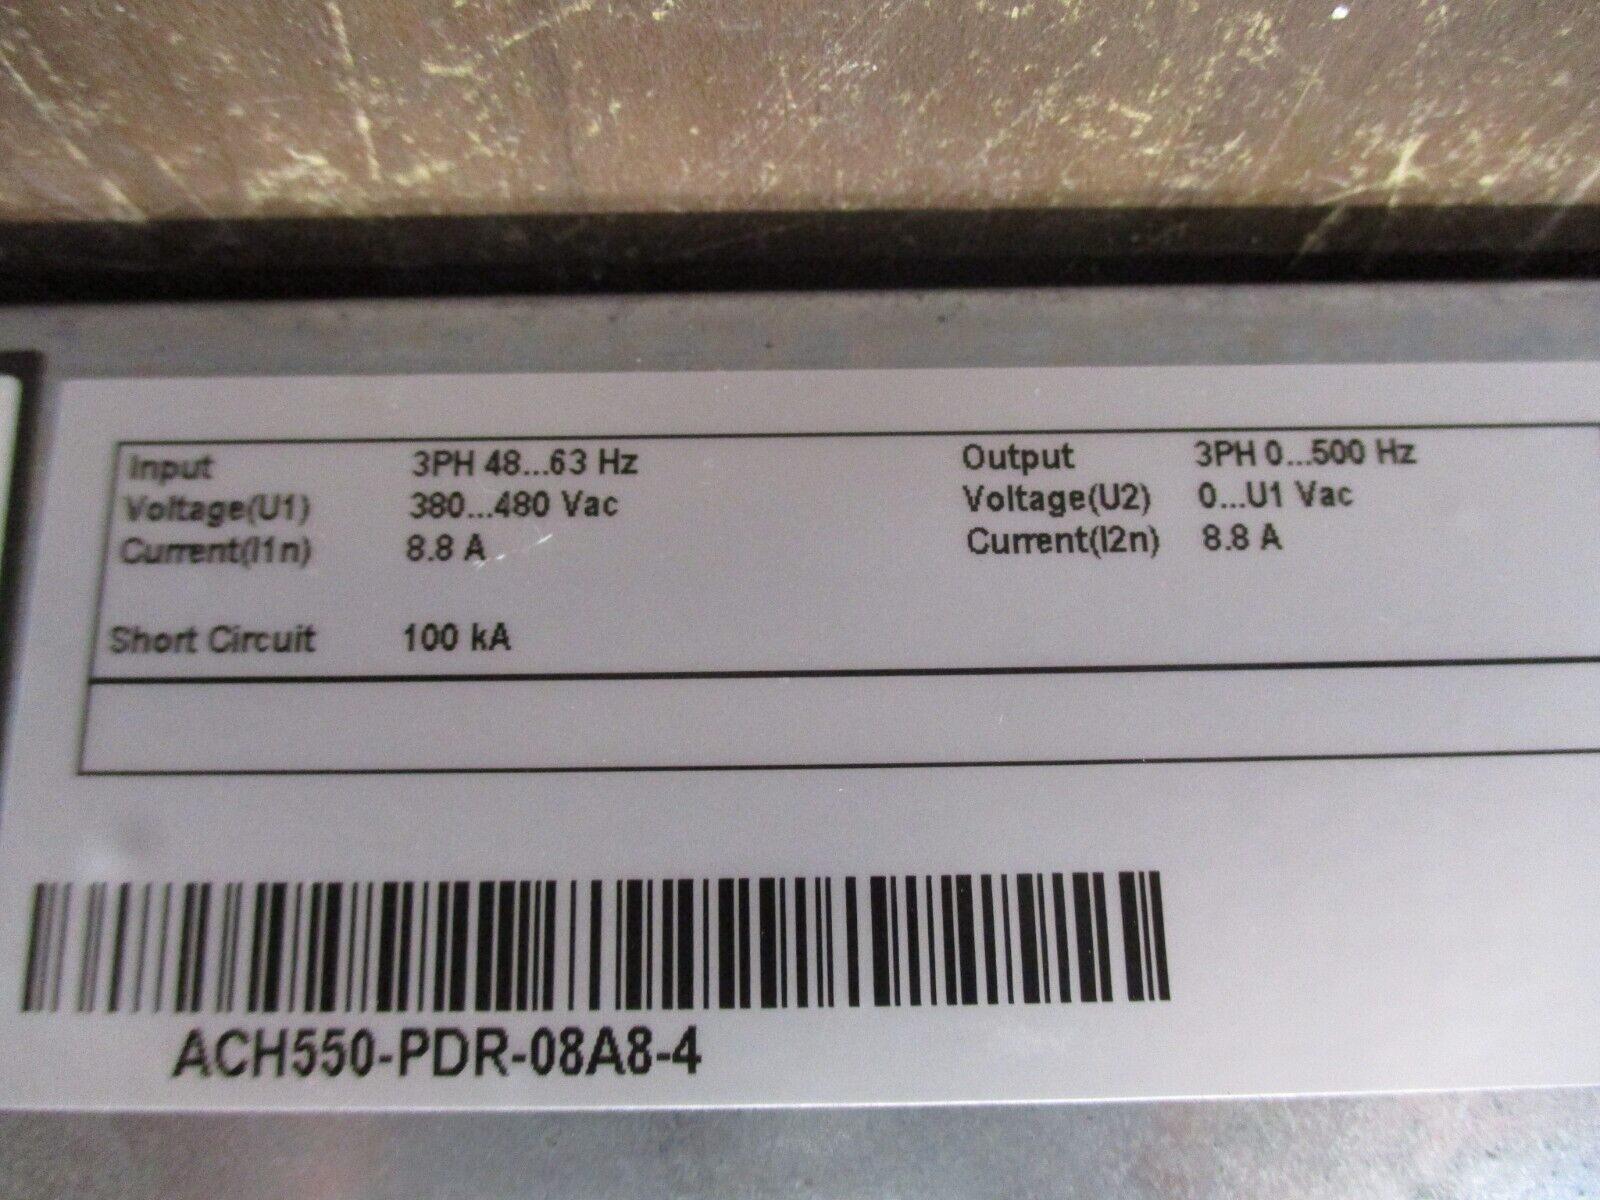 Input 3PH 48...63 Hz Output 3PH 0...500 Hz
Voltage(U1) 380...480 Vac Voltage(U2) 0...U1 Vac
Current(I1n) 8.8 A Current(I2n) 8.8 A
Short Circuit 100 kA
ACH550-PDR-08A8-4